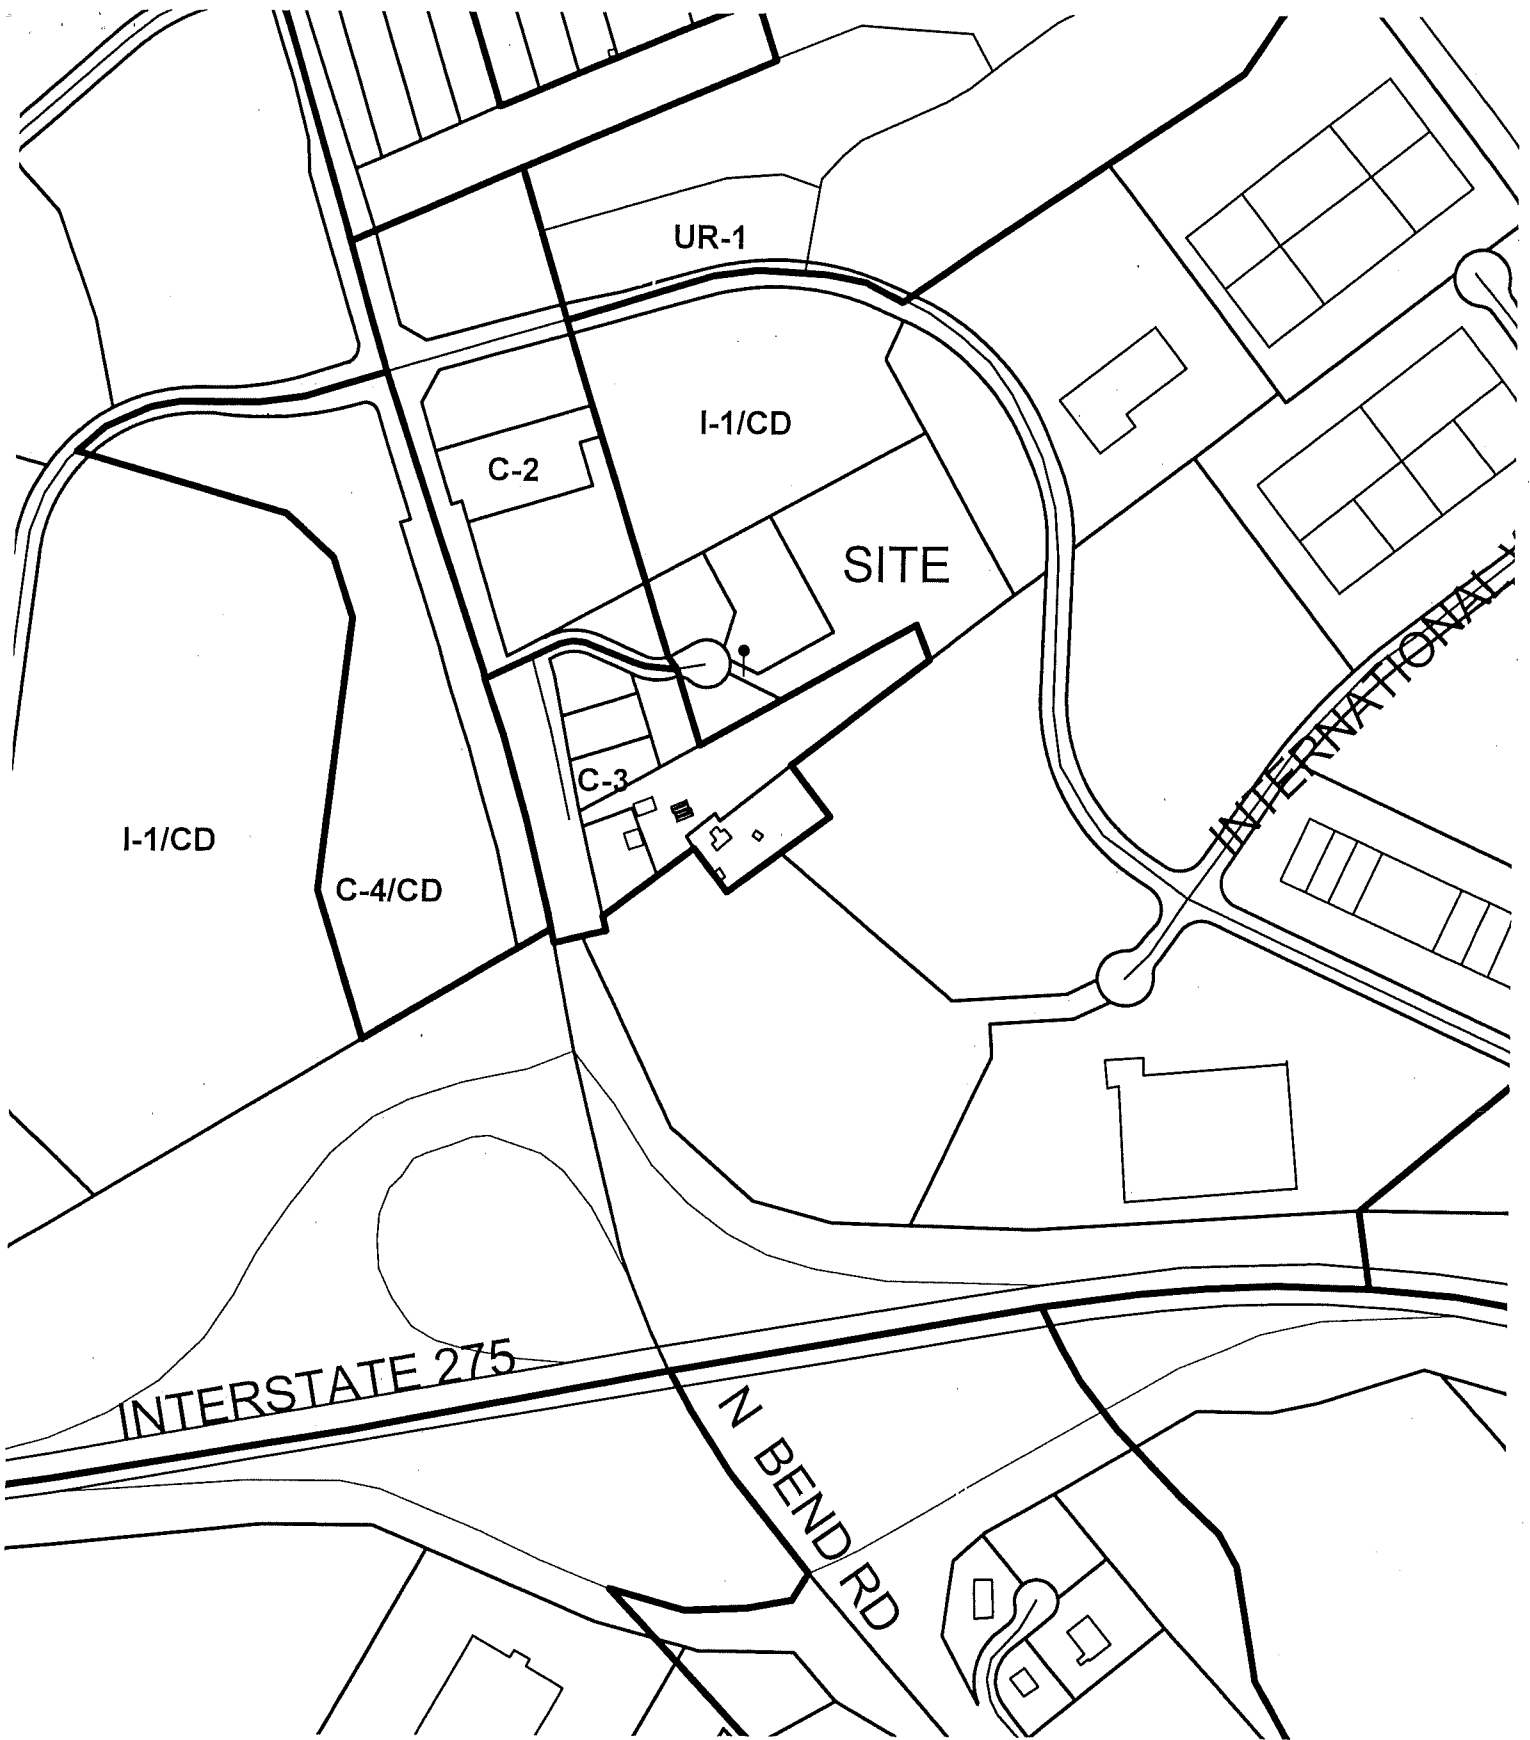 UR-1
I-1/CD
C-2
SITE
INTERNATIONAL
C-3
I-1/CD
C-4/CD
INTERSTATE 275
N BEND RD